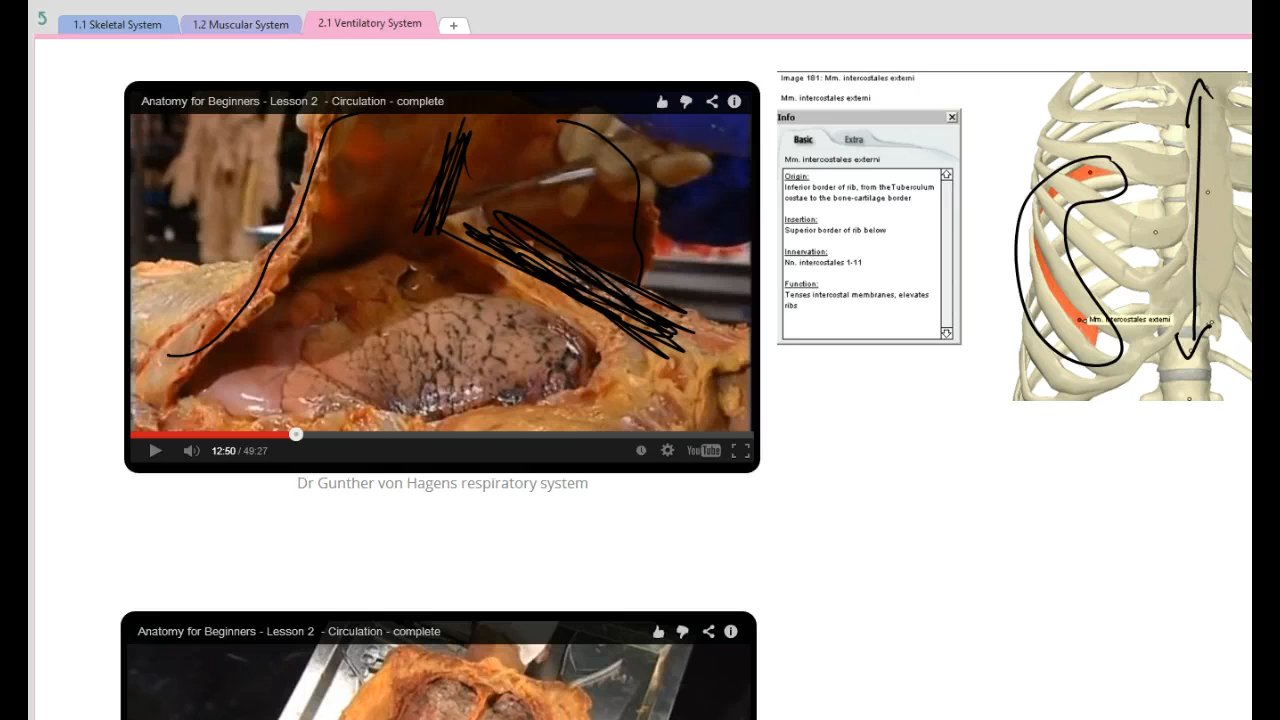 1.1 Skeletal System
1.2 Muscular System
2.1 Ventilatory System
+
Anatomy for Beginners - Lesson 2 - Circulation - complete
12:50 / 49:27
YouTube
Dr Gunther von Hagens respiratory system
Image 181: Mm. intercostales externi
Mm. intercostales externi
Info
Basic
Extra
Mm. intercostales externi
Origin:
Inferior border of rib, from theTuberculum
costae to the bone-cartilage border
Insertion:
Superior border of rib below
Innervation:
Nn. intercostales 1-11
Function:
Tenses intercostal membranes, elevates
ribs
Mm. intercostales externi
Anatomy for Beginners - Lesson 2 - Circulation - complete